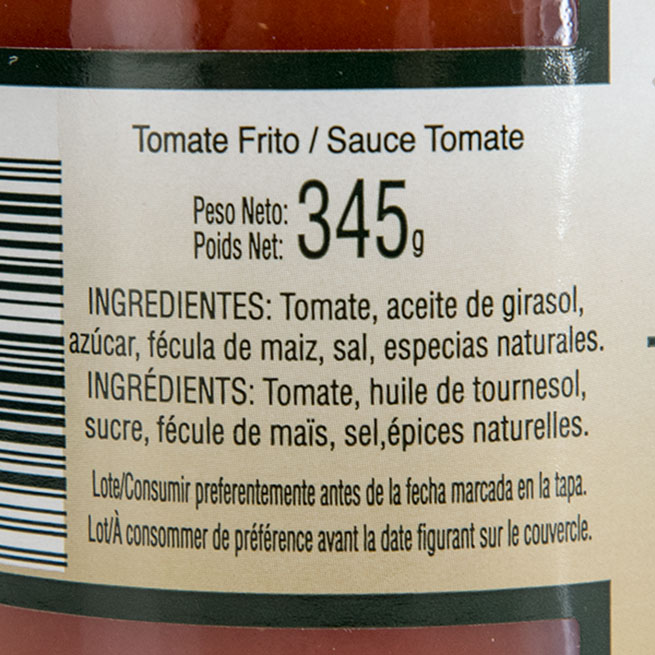 Tomate Frito / Sauce Tomate
Peso Neto: 345g
Poids Net:
INGREDIENTES: Tomate, aceite de girasol,
azúcar, fécula de maiz, sal, especias naturales.
INGRÉDIENTS: Tomate, huile de tournesol,
sucre, fécule de maïs, sel,épices naturelles.
Lote/Consumir preferentemente antes de la fecha marcada en la tapa.
Lot/À consommer de préférence avant la date figurant sur le couvercle.